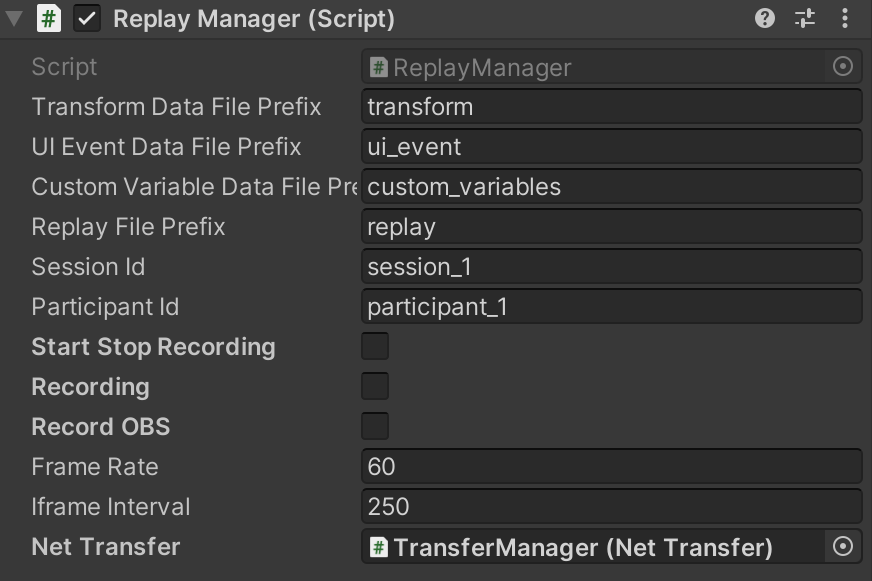 Replay Manager (Script)
Script ReplayManager
Transform Data File Prefix transform
UI Event Data File Prefix ui_event
Custom Variable Data File Pre custom_variables
Replay File Prefix replay
Session Id session_1
Participant Id participant_1
Start Stop Recording
Recording
Record OBS
Frame Rate 60
Iframe Interval 250
Net Transfer TransferManager (Net Transfer)